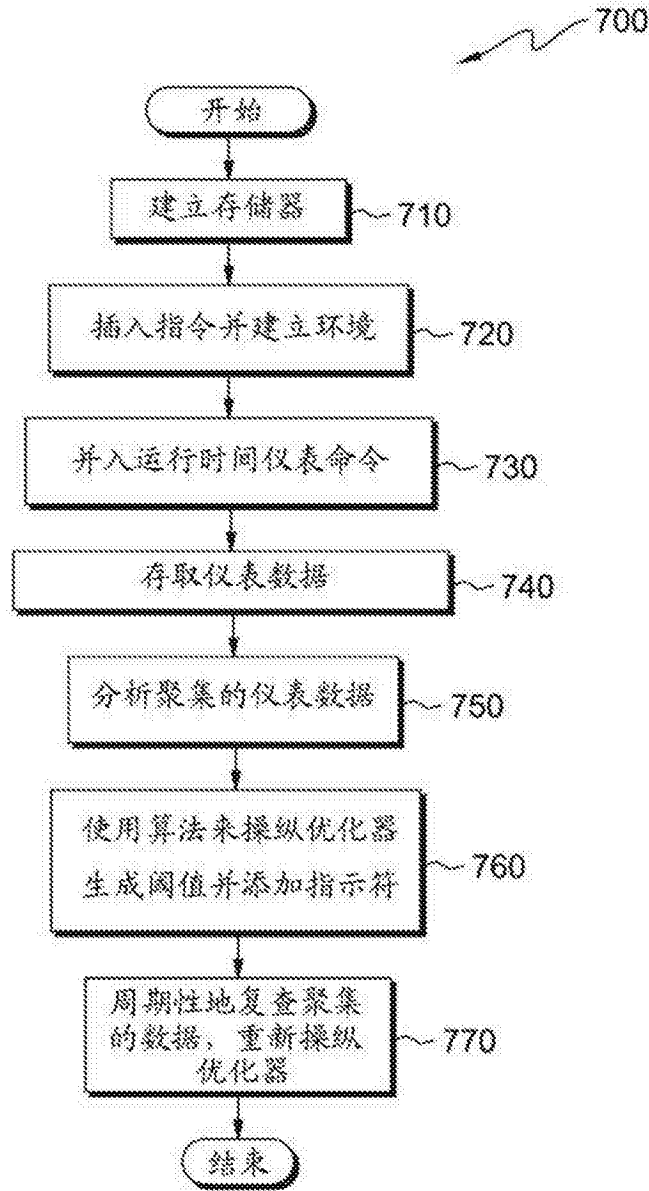 700
开始
建立存储器
710
插入指令并建立环境
720
并入运行时间仪表命令
730
存取仪表数据
740
分析聚集的仪表数据
750
使用算法来操纵优化器
生成阈值并添加指示符
760
周期性地复查聚集
的数据，重新操纵
优化器
770
结束